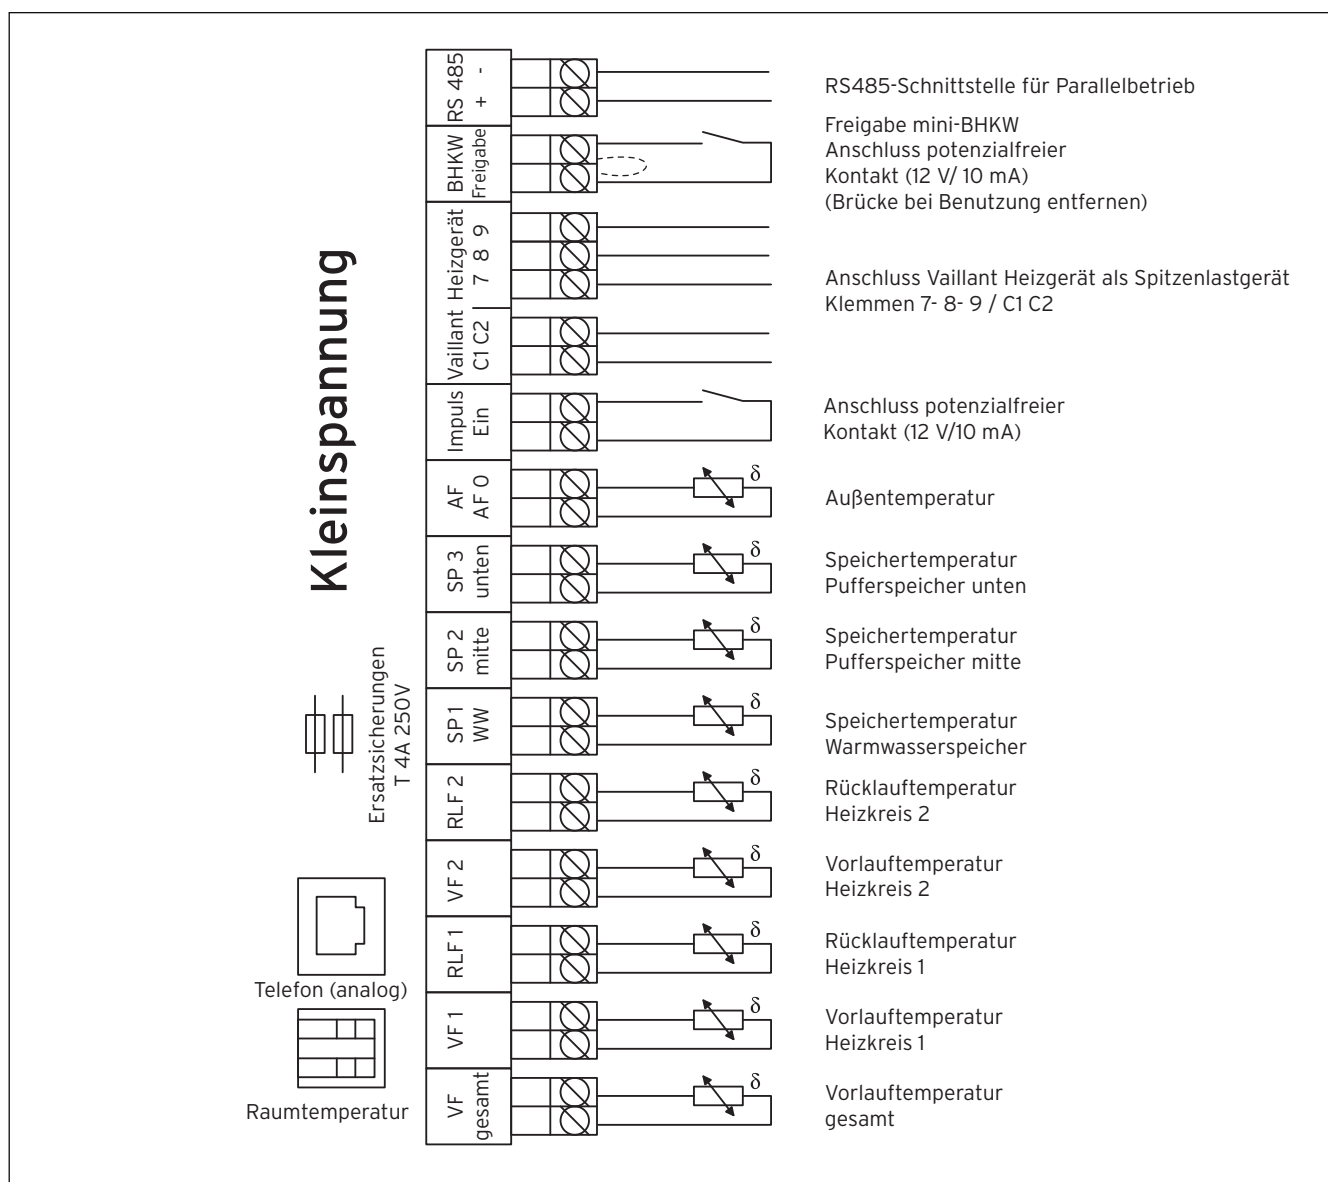 Kleinspannung
Ersatzsicherungen
T 4A 250V
Telefon (analog)
Raumtemperatur
RS 485
+ -
RS485-Schnittstelle für Parallelbetrieb
BHKW
Freigabe
Freigabe mini-BHKW
Anschluss potenzialfreier
Kontakt (12 V/ 10 mA)
(Brücke bei Benutzung entfernen)
Vaillant Heizgerät
C1 C2 7 8 9
Anschluss Vaillant Heizgerät als Spitzenlastgerät
Klemmen 7- 8- 9 / C1 C2
Impuls
Ein
Anschluss potenzialfreier
Kontakt (12 V/10 mA)
AF
AF 0
δ
Außentemperatur
SP 3
unten
δ
Speichertemperatur
Pufferspeicher unten
SP 2
mitte
δ
Speichertemperatur
Pufferspeicher mitte
SP 1
WW
δ
Speichertemperatur
Warmwasserspeicher
RLF 2
δ
Rücklauftemperatur
Heizkreis 2
VF 2
δ
Vorlauftemperatur
Heizkreis 2
RLF 1
δ
Rücklauftemperatur
Heizkreis 1
VF 1
δ
Vorlauftemperatur
Heizkreis 1
VF
gesamt
δ
Vorlauftemperatur
gesamt